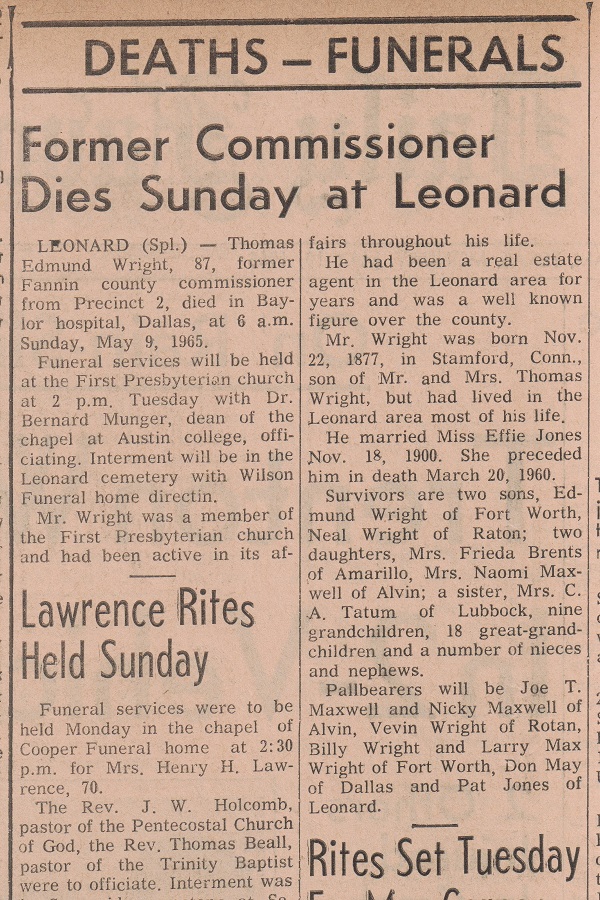 DEATHS — FUNERALS
Former Commissioner
Dies Sunday at Leonard
LEONARD (Spl.) — Thomas
Edmund Wright, 87, former
Fannin county commissioner
from Precinct 2, died in Bay-
lor hospital, Dallas, at 6 a.m.
Sunday, May 9, 1965.
Funeral services will be held
at the First Presbyterian church
at 2 p.m. Tuesday with Dr.
Bernard Munger, dean of the
chapel at Austin college, offi-
ciating. Interment will be in the
Leonard cemetery with Wilson
Funeral home directin.
Mr. Wright was a member of
the First Presbyterian church
and had been active in its af-
fairs throughout his life.
He had been a real estate
agent in the Leonard area for
years and was a well known
figure over the county.
Mr. Wright was born Nov.
22, 1877, in Stamford, Conn.,
son of Mr. and Mrs. Thomas
Wright, but had lived in the
Leonard area most of his life.
He married Miss Effie Jones
Nov. 18, 1900. She preceded
him in death March 20, 1960.
Survivors are two sons, Ed-
mund Wright of Fort Worth,
Neal Wright of Raton; two
daughters, Mrs. Frieda Brents
of Amarillo, Mrs. Naomi Max-
well of Alvin; a sister, Mrs. C.
A. Tatum of Lubbock, nine
grandchildren, 18 great-grand-
children and a number of nieces
and nephews.
Pallbearers will be Joe T.
Maxwell and Nicky Maxwell of
Alvin, Vevin Wright of Rotan,
Billy Wright and Larry Max
Wright of Fort Worth, Don May
of Dallas and Pat Jones of
Leonard.
Lawrence Rites
Held Sunday
Funeral services were to be
held Monday in the chapel of
Cooper Funeral home at 2:30
p.m. for Mrs. Henry H. Law-
rence, 70.
The Rev. J. W. Holcomb,
pastor of the Pentecostal Church
of God, the Rev. Thomas Beall,
pastor of the Trinity Baptist
were to officiate. Interment was
Rites Set Tuesday